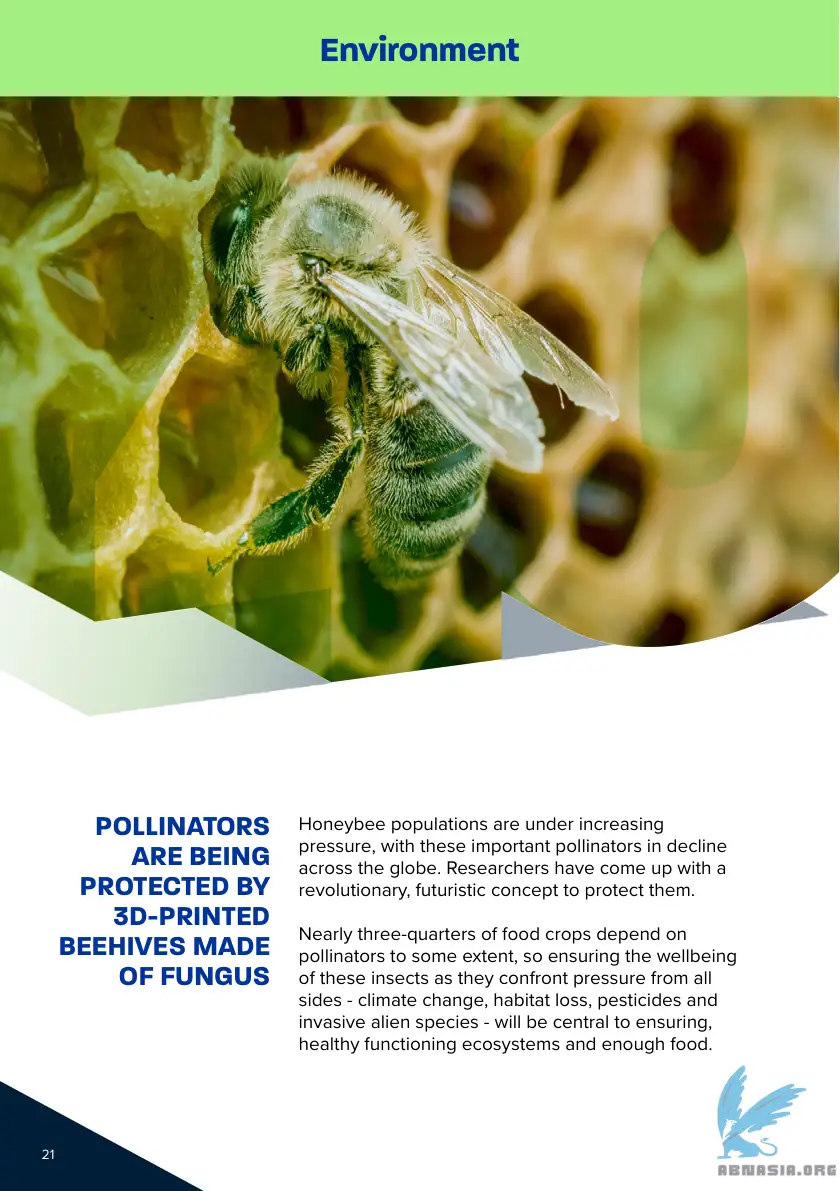 Environment
POLLINATORS
ARE BEING
PROTECTED BY
3D-PRINTED
BEEHIVES MADE
OF FUNGUS
Honeybee populations are under increasing
pressure, with these important pollinators in decline
across the globe. Researchers have come up with a
revolutionary, futuristic concept to protect them.
Nearly three-quarters of food crops depend on
pollinators to some extent, so ensuring the wellbeing
of these insects as they confront pressure from all
sides - climate change, habitat loss, pesticides and
invasive alien species - will be central to ensuring,
healthy functioning ecosystems and enough food.
21
ABNASIA.ORG